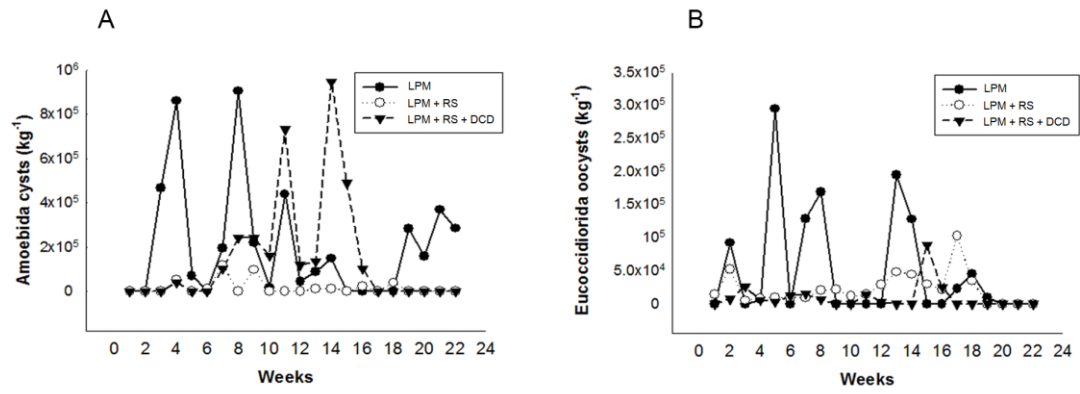 A
Amoebida cysts (kg⁻¹)
10⁶
8x10⁵
6x10⁵
4x10⁵
2x10⁵
0
0 2 4 6 8 10 12 14 16 18 20 22 24
Weeks
LPM
LPM + RS
LPM + RS + DCD
B
Eucoccidiorida oocysts (kg⁻¹)
3.5x10⁵
3.0x10⁵
2.5x10⁵
2.0x10⁵
1.5x10⁵
10⁵
5.0x10⁴
0
0 2 4 6 8 10 12 14 16 18 20 22 24
Weeks
LPM
LPM + RS
LPM + RS + DCD